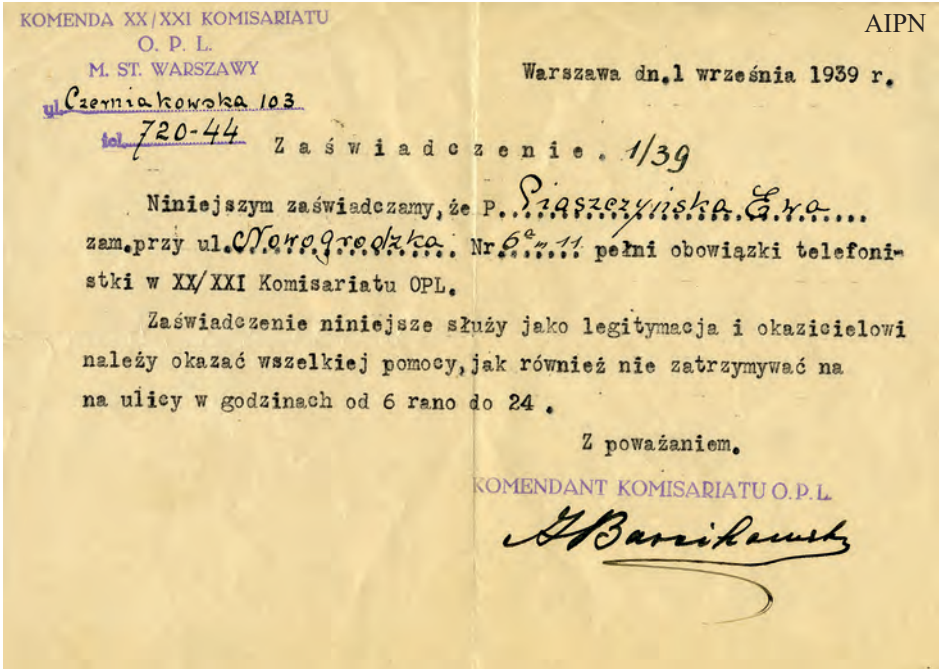 KOMENDA XX/XXI KOMISARIATU
O. P. L.
M. ST. WARSZAWY
ul. Czerniakowska 103
tel. 720-44
AIPN
Warszawa dn.1 września 1939 r.
Zaświadczenie. 1/39
Niniejszym zaświadczamy, że P. Piaszczyńska Ewa
zam.przy ul. Nowogrodzka Nr 6a m 11 pełni obowiązki telefoni-
stki w XX/XXI Komisariatu OPL.
Zaświadczenie niniejsze służy jako legitymacja i okazicielowi
należy okazać wszelkiej pomocy, jak również nie zatrzymywać na
na ulicy w godzinach od 6 rano do 24 .
Z poważaniem.
KOMENDANT KOMISARIATU O.P.L.